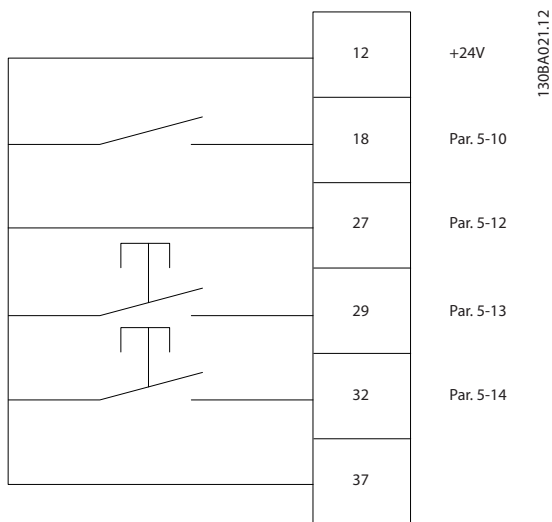 12 +24V
18 Par. 5-10
27 Par. 5-12
29 Par. 5-13
32 Par. 5-14
37
130BA021.12